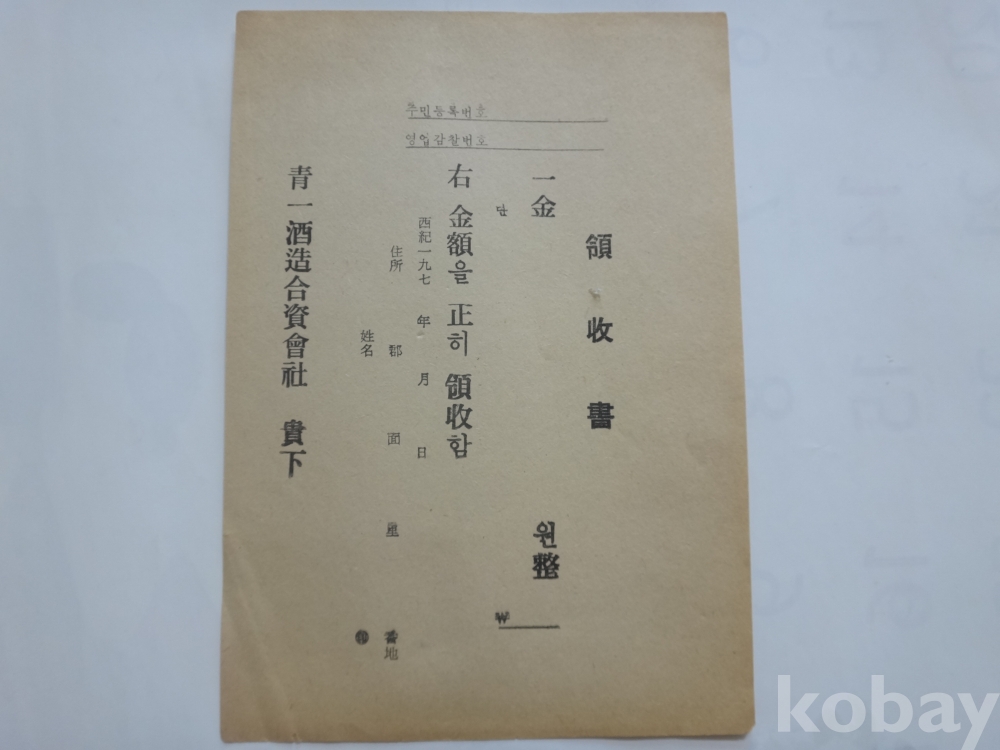 주민등록번호
영업감찰번호
領收書
一金 원整
단 ₩
右 金額을 正히 領收함
西紀一九七 年 月 日
住所 郡 面 里 番地
姓名 印
青一酒造合資會社 貴下
kobay